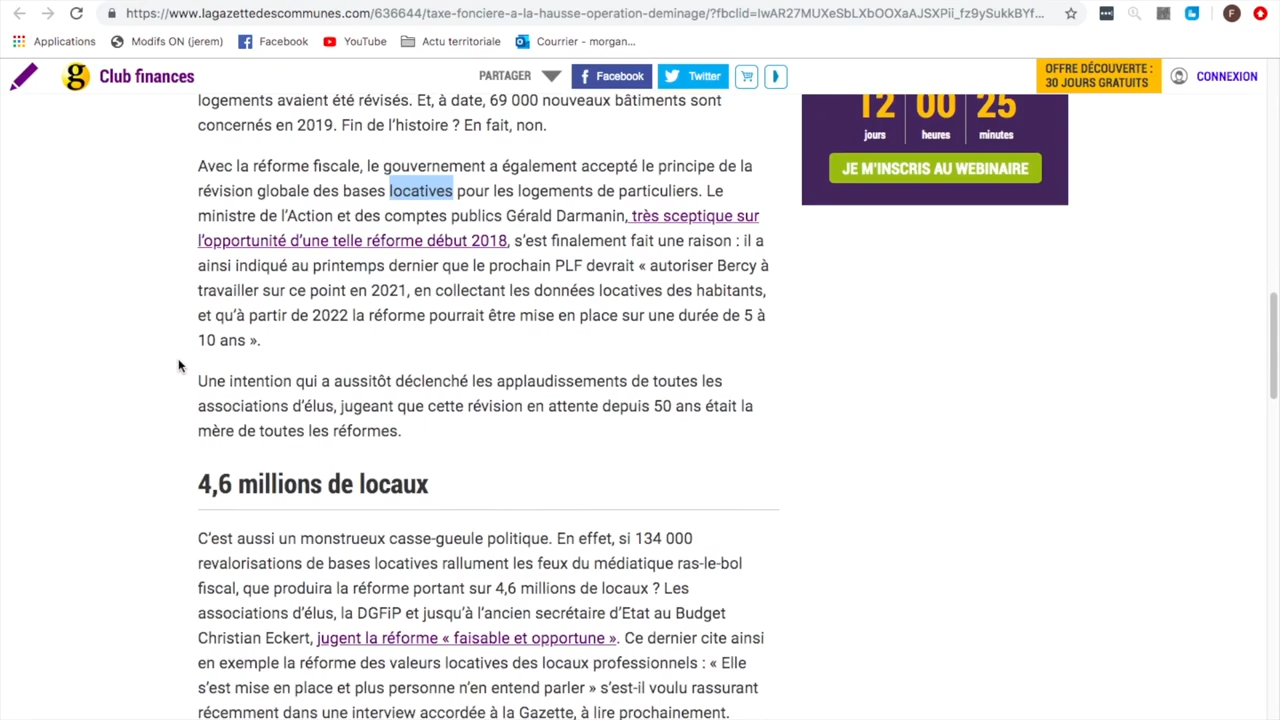 https://www.lagazettedescommunes.com/636644/taxe-fonciere-a-la-hausse-operation-deminage/?fbclid=IwAR27MUXeSbLXbOOXaAJSXPii_fz9ySukkBYf...
F
Applications
Modifs ON (jerem)
Facebook
YouTube
Actu territoriale
Courrier - morgan...
g Club finances
PARTAGER
Facebook
Twitter
OFFRE DÉCOUVERTE :
30 JOURS GRATUITS
CONNEXION
logements avaient été révisés. Et, à date, 69 000 nouveaux bâtiments sont
concernés en 2019. Fin de l'histoire ? En fait, non.
Avec la réforme fiscale, le gouvernement a également accepté le principe de la
révision globale des bases locatives pour les logements de particuliers. Le
ministre de l'Action et des comptes publics Gérald Darmanin, très sceptique sur
l'opportunité d'une telle réforme début 2018, s'est finalement fait une raison : il a
ainsi indiqué au printemps dernier que le prochain PLF devrait « autoriser Bercy à
travailler sur ce point en 2021, en collectant les données locatives des habitants,
et qu'à partir de 2022 la réforme pourrait être mise en place sur une durée de 5 à
10 ans ».
Une intention qui a aussitôt déclenché les applaudissements de toutes les
associations d'élus, jugeant que cette révision en attente depuis 50 ans était la
mère de toutes les réformes.
4,6 millions de locaux
C'est aussi un monstrueux casse-gueule politique. En effet, si 134 000
revalorisations de bases locatives rallument les feux du médiatique ras-le-bol
fiscal, que produira la réforme portant sur 4,6 millions de locaux ? Les
associations d'élus, la DGFiP et jusqu'à l'ancien secrétaire d'Etat au Budget
Christian Eckert, jugent la réforme « faisable et opportune ». Ce dernier cite ainsi
en exemple la réforme des valeurs locatives des locaux professionnels : « Elle
s'est mise en place et plus personne n'en entend parler » s'est-il voulu rassurant
récemment dans une interview accordée à la Gazette, à lire prochainement.
12 00 25
jours heures minutes
JE M'INSCRIS AU WEBINAIRE